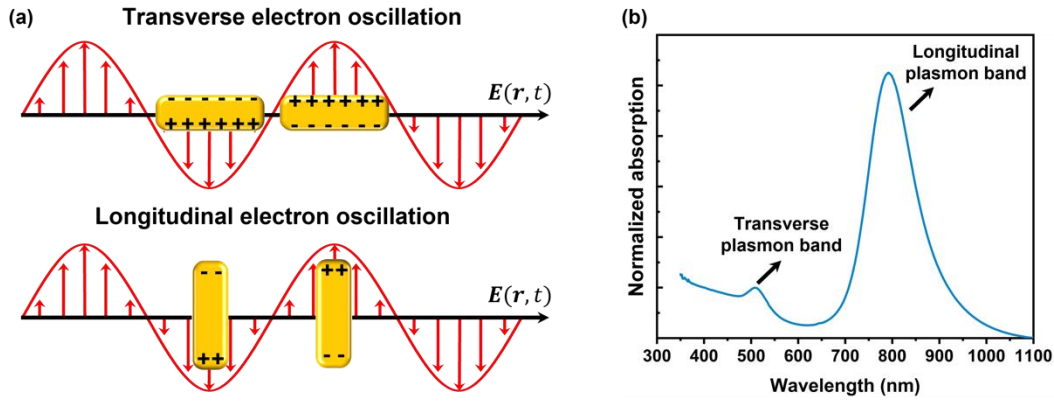 (a)
Transverse electron oscillation
- - - - - -
+ + + + + +
+ + + + + +
- - - - - -
E(r, t)
Longitudinal electron oscillation
- -
+ +
+ +
- -
E(r, t)
(b)
Normalized absorption
Longitudinal
plasmon band
Transverse
plasmon band
300 400 500 600 700 800 900 1000 1100
Wavelength (nm)